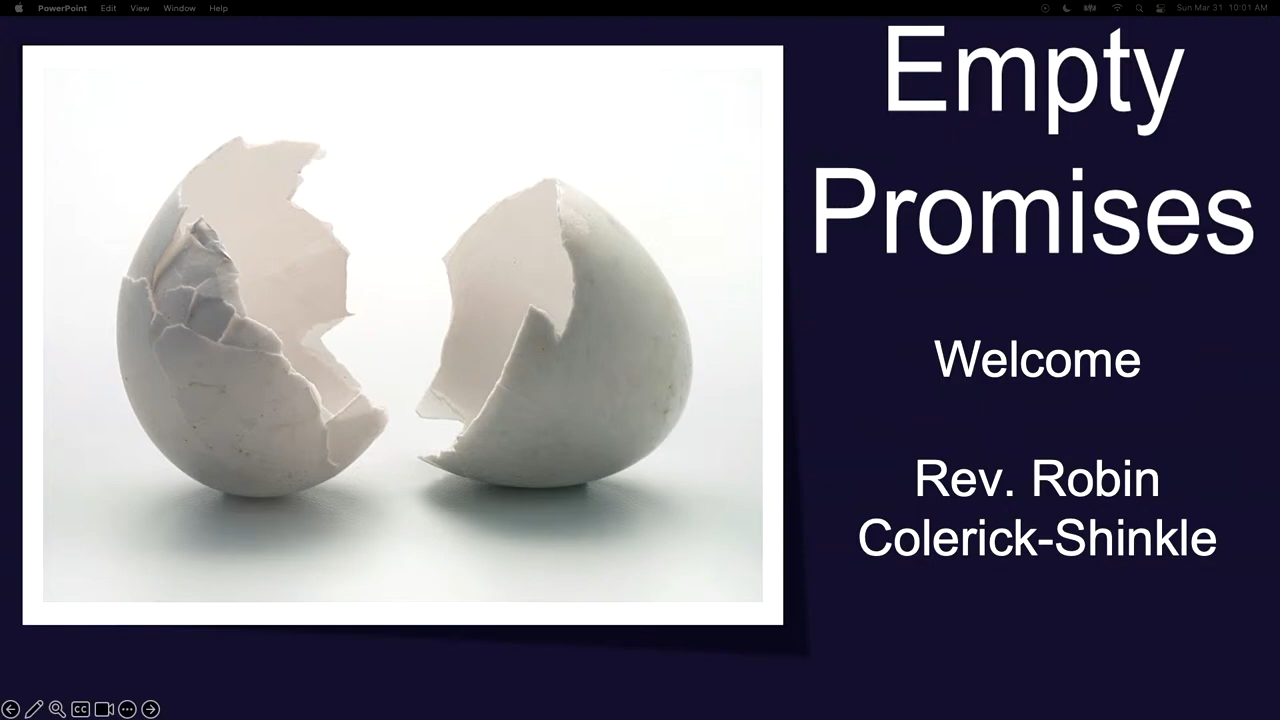 PowerPoint Edit View Window Help Sun Mar 31 10:01 AM
Empty
Promises
Welcome
Rev. Robin
Colerick-Shinkle
CC